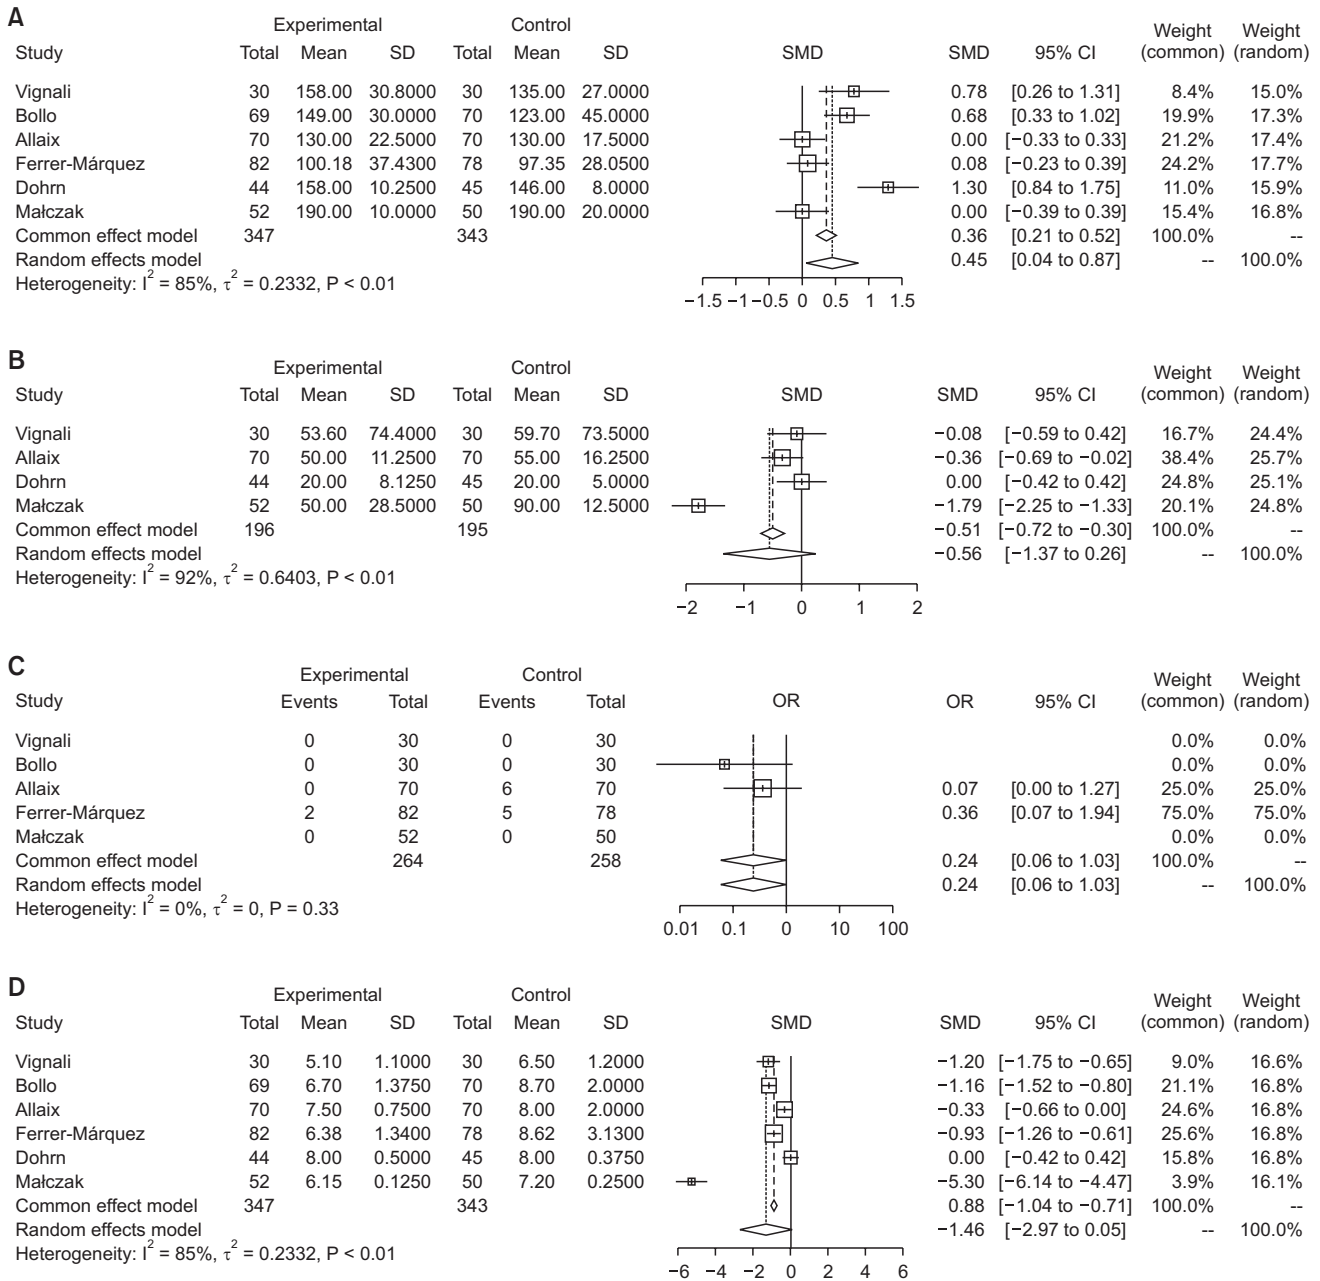 A
Experimental Control Weight Weight
Study Total Mean SD Total Mean SD SMD SMD 95% CI (common) (random)
Vignali 30 158.00 30.8000 30 135.00 27.0000 0.78 [0.26 to 1.31] 8.4% 15.0%
Bollo 69 149.00 30.0000 70 123.00 45.0000 0.68 [0.33 to 1.02] 19.9% 17.3%
Allaix 70 130.00 22.5000 70 130.00 17.5000 0.00 [−0.33 to 0.33] 21.2% 17.4%
Ferrer-Márquez 82 100.18 37.4300 78 97.35 28.0500 0.08 [−0.23 to 0.39] 24.2% 17.7%
Dohrn 44 158.00 10.2500 45 146.00 8.0000 1.30 [0.84 to 1.75] 11.0% 15.9%
Małczak 52 190.00 10.0000 50 190.00 20.0000 0.00 [−0.39 to 0.39] 15.4% 16.8%
Common effect model 347 343 0.36 [0.21 to 0.52] 100.0% --
Random effects model 0.45 [0.04 to 0.87] -- 100.0%
Heterogeneity: I² = 85%, τ² = 0.2332, P < 0.01
−1.5 −1 −0.5 0 0.5 1 1.5
B
Experimental Control Weight Weight
Study Total Mean SD Total Mean SD SMD SMD 95% CI (common) (random)
Vignali 30 53.60 74.4000 30 59.70 73.5000 −0.08 [−0.59 to 0.42] 16.7% 24.4%
Allaix 70 50.00 11.2500 70 55.00 16.2500 −0.36 [−0.69 to −0.02] 38.4% 25.7%
Dohrn 44 20.00 8.1250 45 20.00 5.0000 0.00 [−0.42 to 0.42] 24.8% 25.1%
Małczak 52 50.00 28.5000 50 90.00 12.5000 −1.79 [−2.25 to −1.33] 20.1% 24.8%
Common effect model 196 195 −0.51 [−0.72 to −0.30] 100.0% --
Random effects model −0.56 [−1.37 to 0.26] -- 100.0%
Heterogeneity: I² = 92%, τ² = 0.6403, P < 0.01
−2 −1 0 1 2
C
Experimental Control Weight Weight
Study Events Total Events Total OR OR 95% CI (common) (random)
Vignali 0 30 0 30 0.0% 0.0%
Bollo 0 30 0 30 0.0% 0.0%
Allaix 0 70 6 70 0.07 [0.00 to 1.27] 25.0% 25.0%
Ferrer-Márquez 2 82 5 78 0.36 [0.07 to 1.94] 75.0% 75.0%
Małczak 0 52 0 50 0.0% 0.0%
Common effect model 264 258 0.24 [0.06 to 1.03] 100.0% --
Random effects model 0.24 [0.06 to 1.03] -- 100.0%
Heterogeneity: I² = 0%, τ² = 0, P = 0.33
0.01 0.1 0 10 100
D
Experimental Control Weight Weight
Study Total Mean SD Total Mean SD SMD SMD 95% CI (common) (random)
Vignali 30 5.10 1.1000 30 6.50 1.2000 −1.20 [−1.75 to −0.65] 9.0% 16.6%
Bollo 69 6.70 1.3750 70 8.70 2.0000 −1.16 [−1.52 to −0.80] 21.1% 16.8%
Allaix 70 7.50 0.7500 70 8.00 2.0000 −0.33 [−0.66 to 0.00] 24.6% 16.8%
Ferrer-Márquez 82 6.38 1.3400 78 8.62 3.1300 −0.93 [−1.26 to −0.61] 25.6% 16.8%
Dohrn 44 8.00 0.5000 45 8.00 0.3750 0.00 [−0.42 to 0.42] 15.8% 16.8%
Małczak 52 6.15 0.1250 50 7.20 0.2500 −5.30 [−6.14 to −4.47] 3.9% 16.1%
Common effect model 347 343 0.88 [−1.04 to −0.71] 100.0% --
Random effects model −1.46 [−2.97 to 0.05] -- 100.0%
Heterogeneity: I² = 85%, τ² = 0.2332, P < 0.01
−6 −4 −2 0 2 4 6